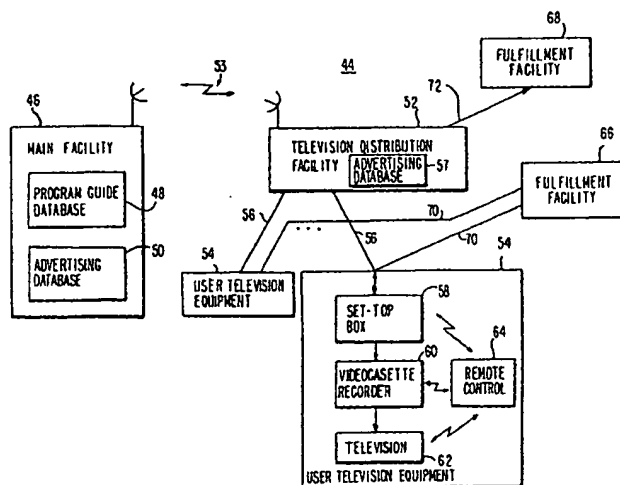 68
FULFILLMENT
FACILITY
53
44
72
46
52
MAIN FACILITY
TELEVISION DISTRIBUTION
FACILITY
ADVERTISING
DATABASE
57
66
FULFILLMENT
FACILITY
PROGRAM GUIDE
DATABASE
48
56
70
...
56
70
ADVERTISING
DATABASE
50
54
USER TELEVISION
EQUIPMENT
54
SET-TOP
BOX
58
64
REMOTE
CONTROL
60
VIDEOCASETTE
RECORDER
TELEVISION
62
USER TELEVISION EQUIPMENT